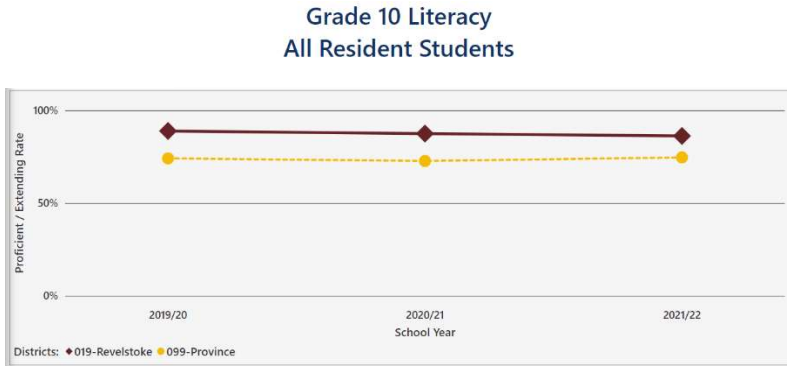 Grade 10 Literacy
All Resident Students
100%
50%
0%
Proficient / Extending Rate
2019/20 2020/21 2021/22
School Year
Districts: 019-Revelstoke 099-Province